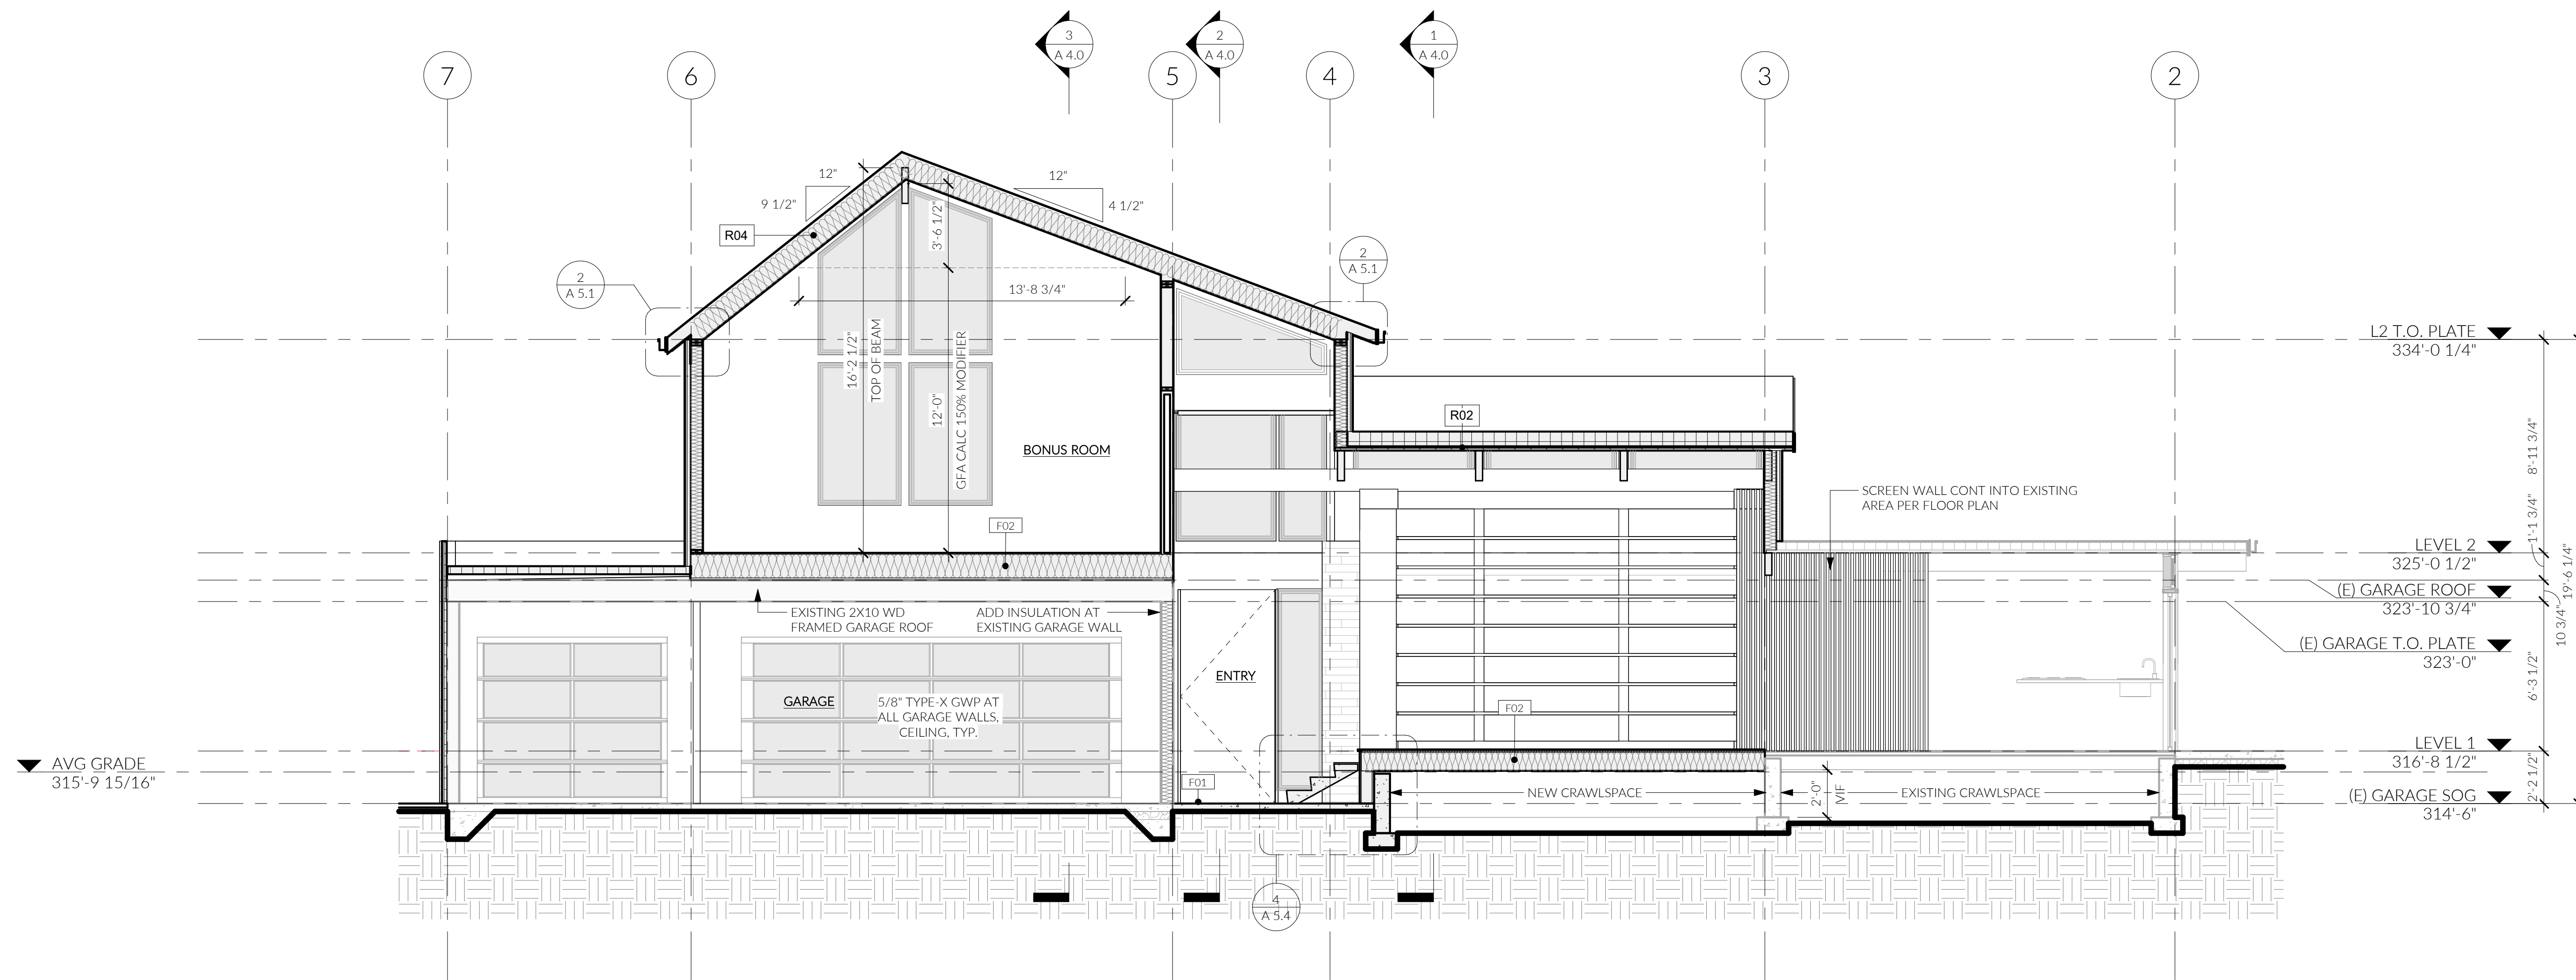 3
A 4.0
2
A 4.0
1
A 4.0
7
6
5
4
3
2
12"
9 1/2"
12"
4 1/2"
R04
3'-6 1/2"
2
A 5.1
2
A 5.1
13'-8 3/4"
16'-2 1/2"
TOP OF BEAM
12'-0"
GFA CALC 150% MODIFIER
BONUS ROOM
L2 T.O. PLATE
334'-0 1/4"
R02
8'-11 3/4"
SCREEN WALL CONT INTO EXISTING
AREA PER FLOOR PLAN
F02
1'-1 3/4"
LEVEL 2
325'-0 1/2"
19'-6 1/4"
(E) GARAGE ROOF
323'-10 3/4"
10 3/4"
EXISTING 2X10 WD
FRAMED GARAGE ROOF
ADD INSULATION AT
EXISTING GARAGE WALL
(E) GARAGE T.O. PLATE
323'-0"
6'-3 1/2"
ENTRY
GARAGE
5/8" TYPE-X GWP AT
ALL GARAGE WALLS,
CEILING, TYP.
F02
LEVEL 1
316'-8 1/2"
AVG GRADE
315'-9 15/16"
F01
NEW CRAWLSPACE
2'-0"
VIF
EXISTING CRAWLSPACE
2'-2 1/2"
(E) GARAGE SOG
314'-6"
4
A 5.4